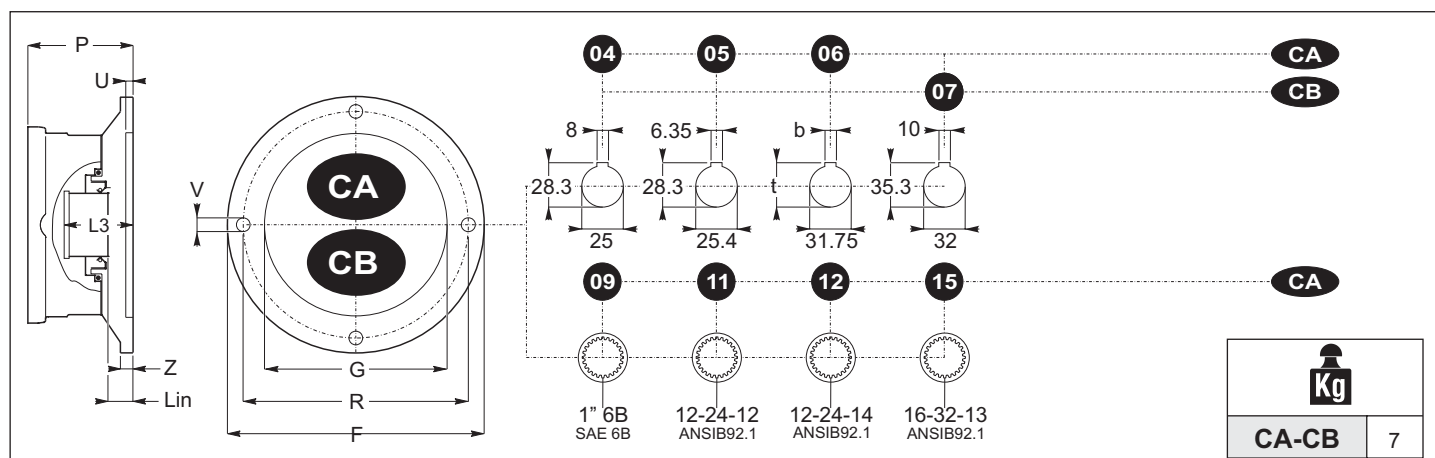 P
U
L3
Z
Lin
V
CA
CB
G
R
F
04 05 06 CA
07 CB
8 6.35 b 10
28.3 28.3 t 35.3
25 25.4 31.75 32
09 11 12 15 CA
1” 6B 12-24-12 12-24-14 16-32-13
SAE 6B ANSIB92.1 ANSIB92.1 ANSIB92.1
Kg
CA-CB 7